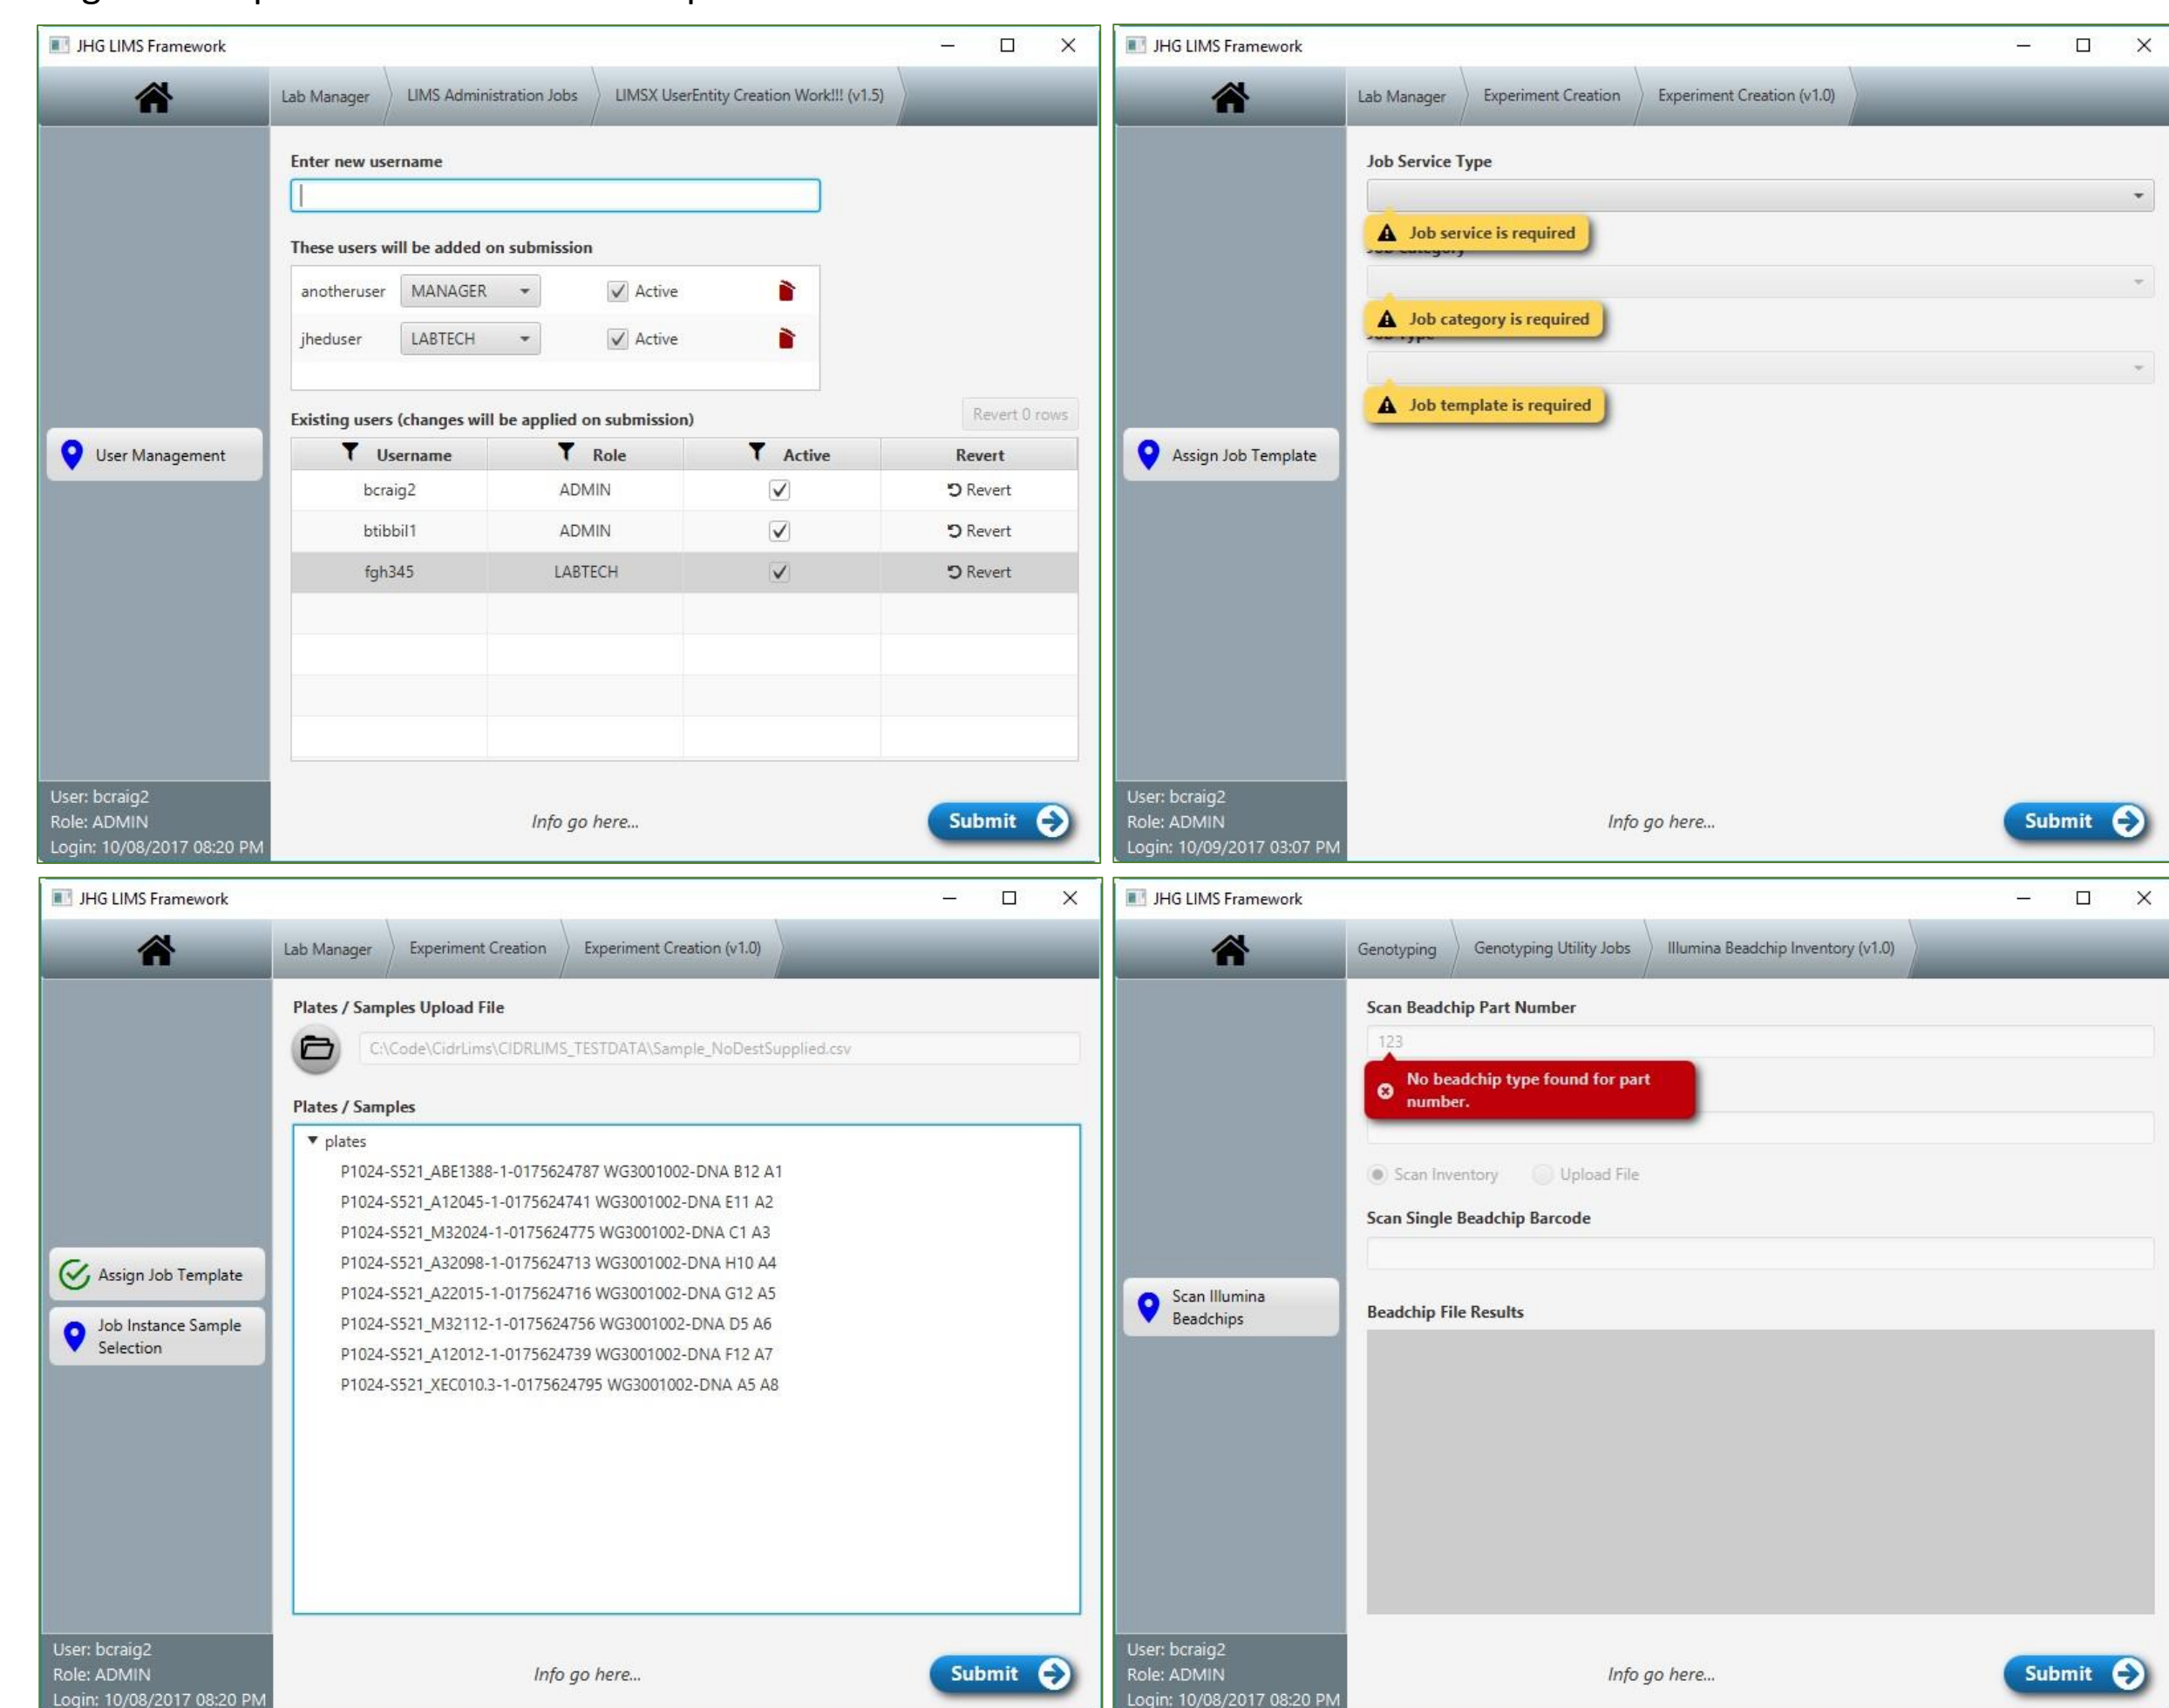 JHG LIMS Framework
Lab Manager LIMS Administration Jobs LIMSX UserEntity Creation Work!!! (v1.5)
Enter new username
These users will be added on submission
anotheruser MANAGER Active
jheduser LABTECH Active
Existing users (changes will be applied on submission) Revert 0 rows
Username Role Active Revert
bcraig2 ADMIN Revert
btibbil1 ADMIN Revert
fgh345 LABTECH Revert
User Management
User: bcraig2
Role: ADMIN
Login: 10/08/2017 08:20 PM
Info go here...
Submit
JHG LIMS Framework
Lab Manager Experiment Creation Experiment Creation (v1.0)
Job Service Type
Job service is required
Job category is required
Job template is required
Assign Job Template
User: bcraig2
Role: ADMIN
Login: 10/09/2017 03:07 PM
Info go here...
Submit
JHG LIMS Framework
Lab Manager Experiment Creation Experiment Creation (v1.0)
Plates / Samples Upload File
C:\Code\CidrLims\CIDRLIMS_TESTDATA\Sample_NoDestSupplied.csv
Plates / Samples
plates
P1024-S521_ABE1388-1-0175624787 WG3001002-DNA B12 A1
P1024-S521_A12045-1-0175624741 WG3001002-DNA E11 A2
P1024-S521_M32024-1-0175624775 WG3001002-DNA C1 A3
P1024-S521_A32098-1-0175624713 WG3001002-DNA H10 A4
P1024-S521_A22015-1-0175624716 WG3001002-DNA G12 A5
P1024-S521_M32112-1-0175624756 WG3001002-DNA D5 A6
P1024-S521_A12012-1-0175624739 WG3001002-DNA F12 A7
P1024-S521_XEC010.3-1-0175624795 WG3001002-DNA A5 A8
Assign Job Template
Job Instance Sample
Selection
User: bcraig2
Role: ADMIN
Login: 10/08/2017 08:20 PM
Info go here...
Submit
JHG LIMS Framework
Genotyping Genotyping Utility Jobs Illumina Beadchip Inventory (v1.0)
Scan Beadchip Part Number
123
No beadchip type found for part
number.
Scan Inventory Upload File
Scan Single Beadchip Barcode
Beadchip File Results
Scan Illumina
Beadchips
User: bcraig2
Role: ADMIN
Login: 10/08/2017 08:20 PM
Info go here...
Submit